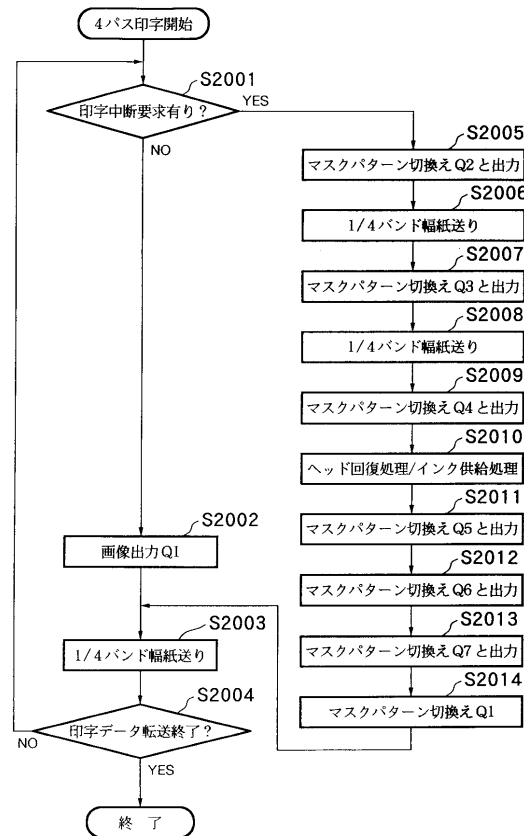 4パス印字開始
S2001
印字中断要求有り?
YES
NO
S2005
マスクパターン切換えQ2と出力
S2006
1/4バンド幅紙送り
S2007
マスクパターン切換えQ3と出力
S2008
1/4バンド幅紙送り
S2009
マスクパターン切換えQ4と出力
S2010
ヘッド回復処理/インク供給処理
S2011
マスクパターン切換えQ5と出力
S2012
マスクパターン切換えQ6と出力
S2013
マスクパターン切換えQ7と出力
S2014
マスクパターン切換えQ1
S2002
画像出力Q1
S2003
1/4バンド幅紙送り
S2004
印字データ転送終了?
NO
YES
終了